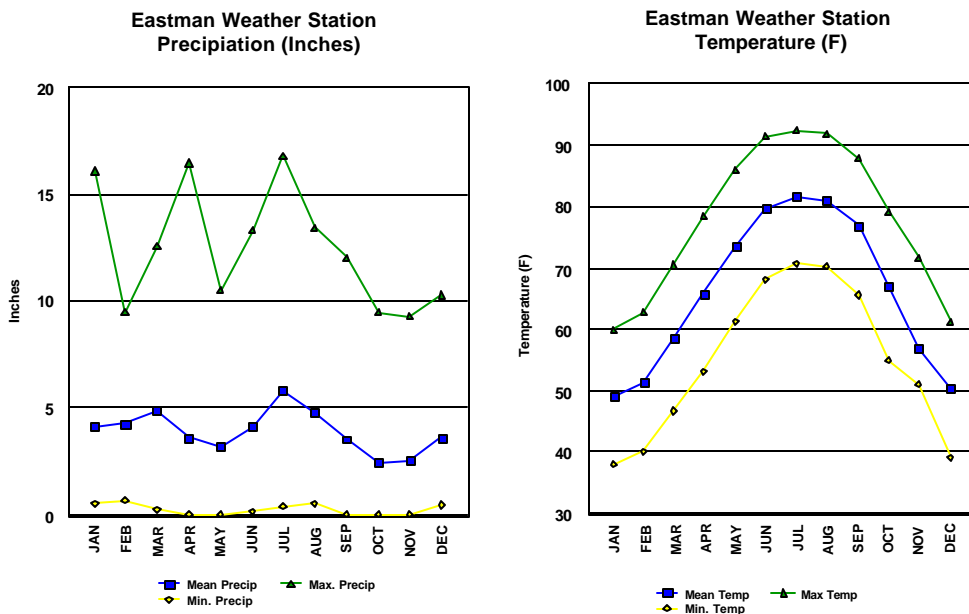 Eastman Weather Station
Precipiation (Inches)
20
15
10
5
0
Inches
JAN
FEB
MAR
APR
MAY
JUN
JUL
AUG
SEP
OCT
NOV
DEC
Mean Precip
Max. Precip
Min. Precip
Eastman Weather Station
Temperature (F)
100
90
80
70
60
50
40
30
Temperature (F)
JAN
FEB
MAR
APR
MAY
JUN
JUL
AUG
SEP
OCT
NOV
DEC
Mean Temp
Max Temp
Min. Temp